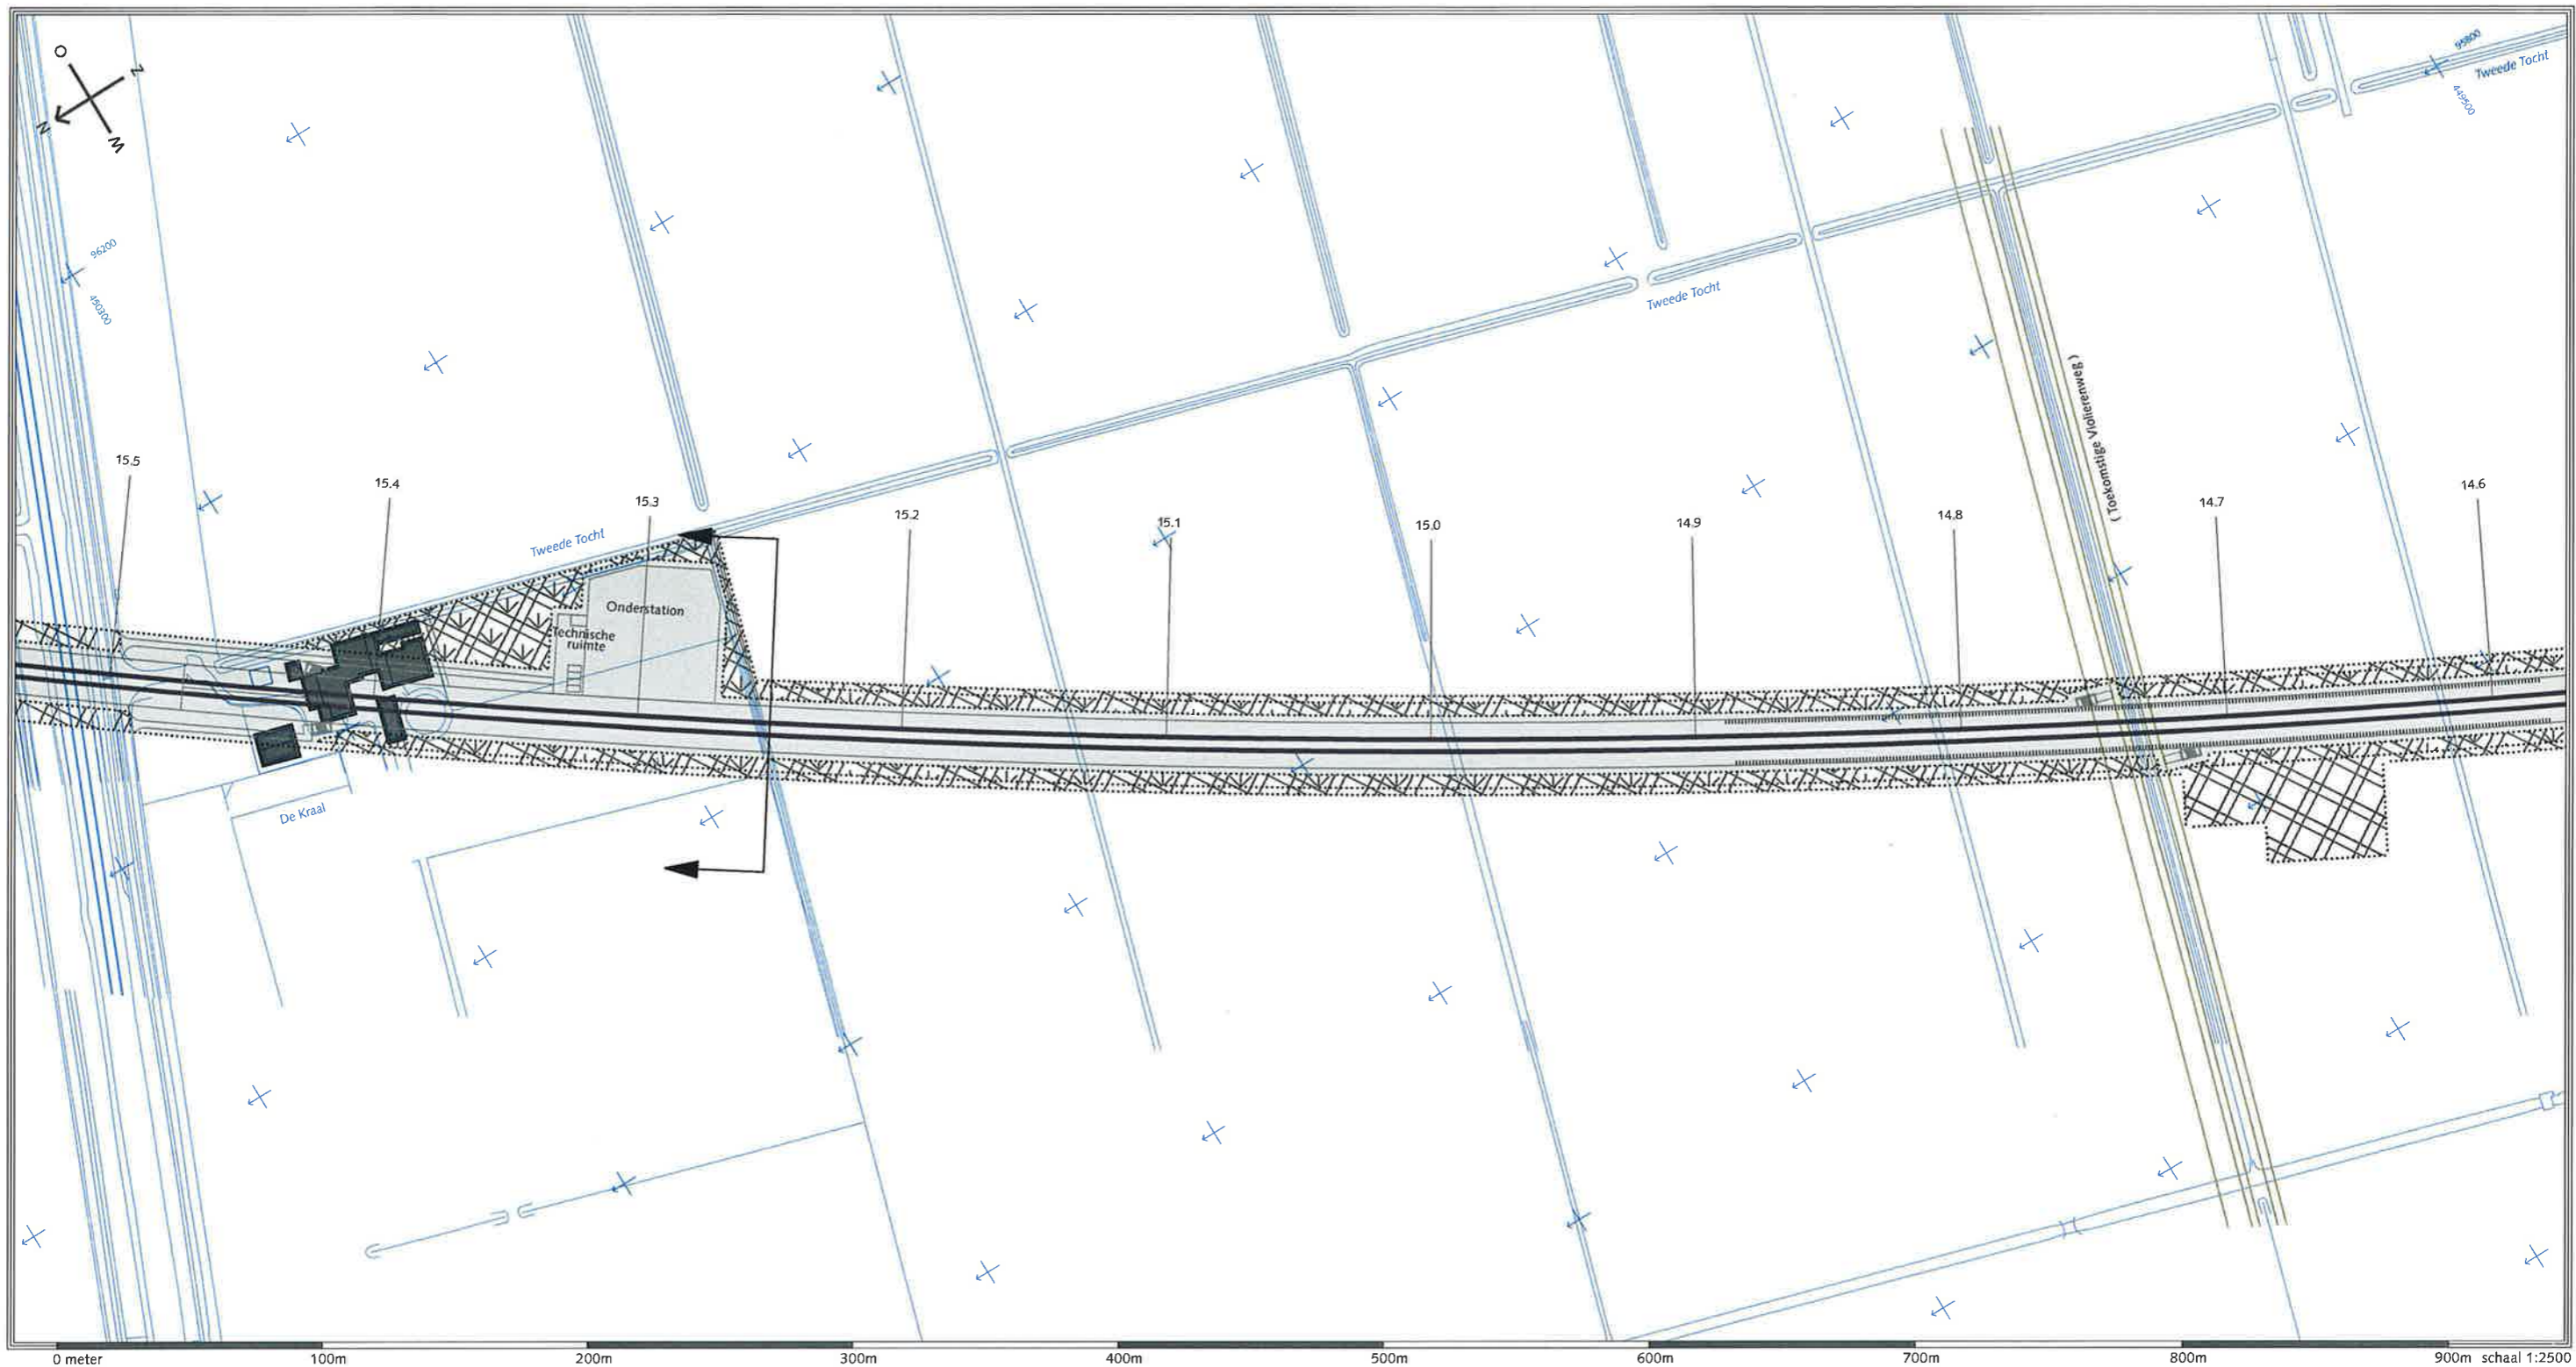 O
Z
N
W
95800
Tweede Tocht
449500
96200
450300
Tweede Tocht
( Toekomstige Violierenweg )
15.5
15.4
15.3
15.2
15.1
15.0
14.9
14.8
14.7
14.6
Tweede Tocht
Onderstation
Technische
ruimte
De Kraal
0 meter
100m
200m
300m
400m
500m
600m
700m
800m
900m
schaal 1:2500